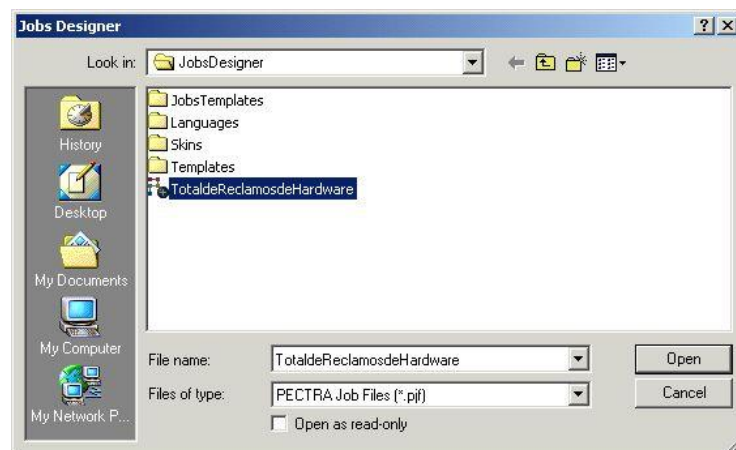 Jobs Designer
Look in:
JobsDesigner
History
Desktop
My Documents
My Computer
My Network P...
JobsTemplates
Languages
Skins
Templates
TotaldeReclamosdeHardware
File name:
TotaldeReclamosdeHardware
Open
Files of type:
PECTRA Job Files (*.pjf)
Cancel
Open as read-only